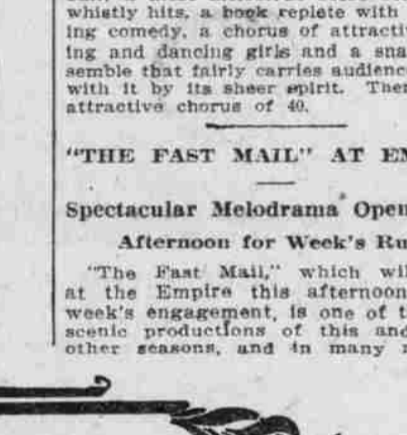 whistly hits, a book replete with
ing comedy, a chorus of attracti
ing and dancing girls and a sna
semble that fairly carries audienc
with it by its sheer spirit. Ther
attractive chorus of 40.
"THE FAST MAIL" AT EM
Spectacular Melodrama Open
Afternoon for Week's Ru
"The Fast Mail," which wil
at the Empire this afternoon
week's engagement, is one of t
scenic productions of this and
other seasons, and in many